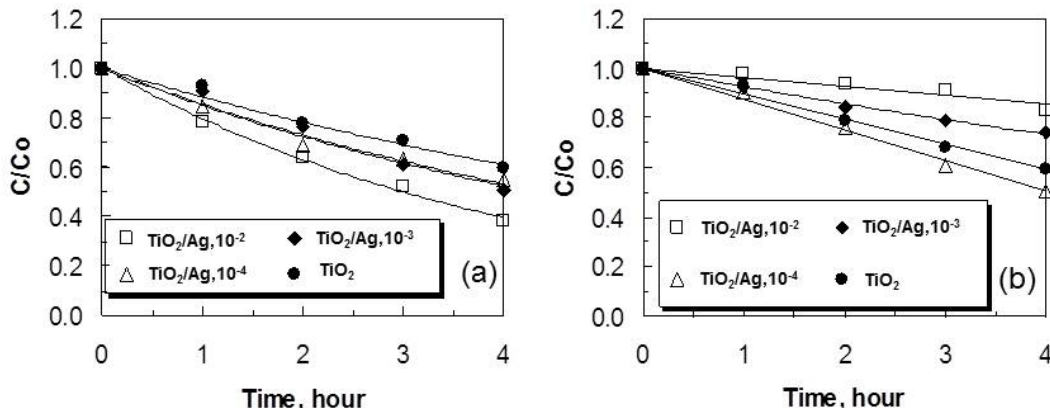 1.2
1.0
0.8
0.6
0.4
0.2
0.0
C/Co
TiO₂/Ag,10⁻²
TiO₂/Ag,10⁻³
TiO₂/Ag,10⁻⁴
TiO₂
(a)
0 1 2 3 4
Time, hour
1.2
1.0
0.8
0.6
0.4
0.2
0.0
C/Co
TiO₂/Ag,10⁻²
TiO₂/Ag,10⁻³
TiO₂/Ag,10⁻⁴
TiO₂
(b)
0 1 2 3 4
Time, hour